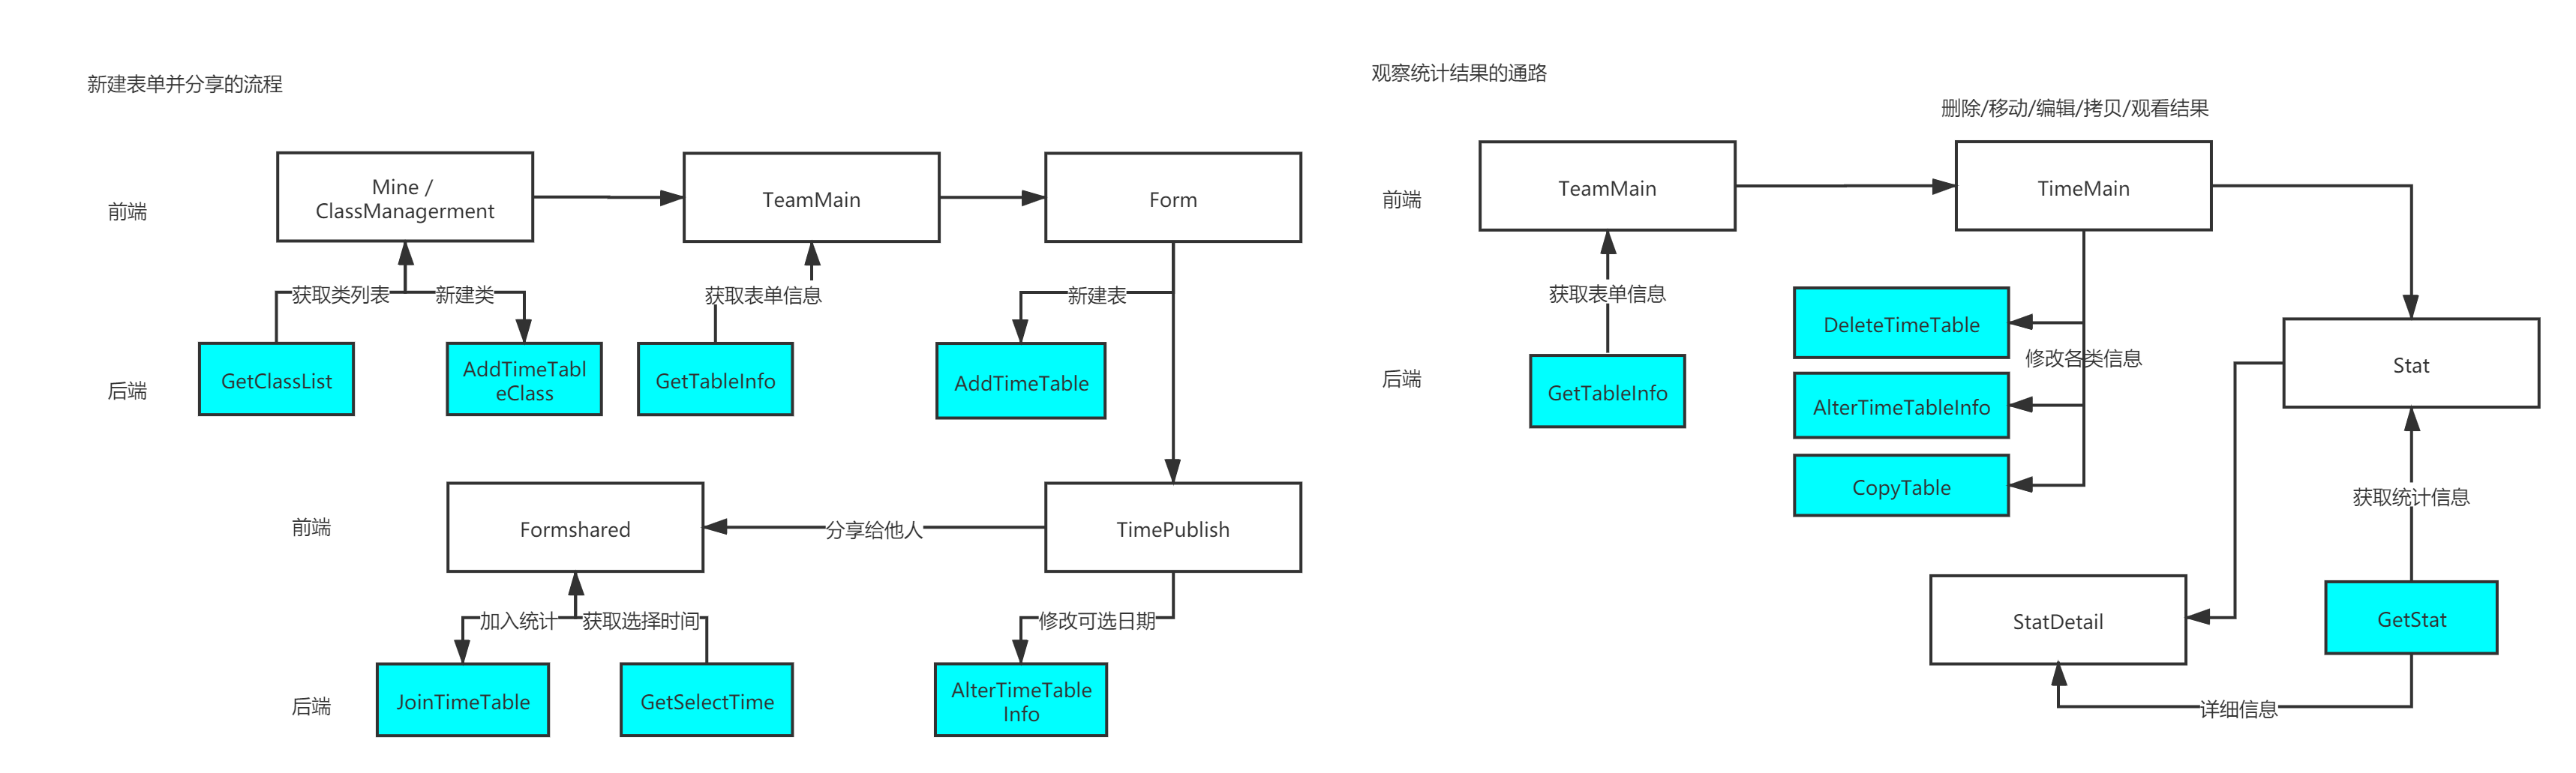 新建表单并分享的流程
前端
Mine /
ClassManagerment
TeamMain
Form
获取类列表
新建类
获取表单信息
新建表
后端
GetClassList
AddTimeTabl
eClass
GetTableInfo
AddTimeTable
前端
Formshared
分享给他人
TimePublish
加入统计
获取选择时间
修改可选日期
后端
JoinTimeTable
GetSelectTime
AlterTimeTable
Info
观察统计结果的通路
删除/移动/编辑/拷贝/观看结果
前端
TeamMain
TimeMain
获取表单信息
DeleteTimeTable
修改各类信息
Stat
后端
GetTableInfo
AlterTimeTableInfo
CopyTable
获取统计信息
StatDetail
GetStat
详细信息